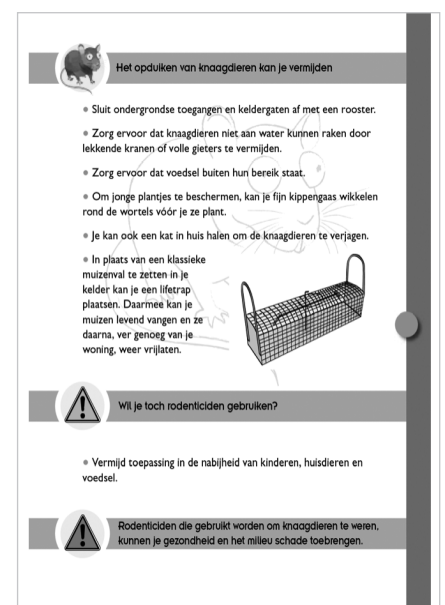 Het opduiken van knaagdieren kan je vermijden
● Sluit ondergrondse toegangen en keldergaten af met een rooster.
● Zorg ervoor dat knaagdieren niet aan water kunnen raken door
lekkende kranen of volle gieters te vermijden.
● Zorg ervoor dat voedsel buiten hun bereik staat.
● Om jonge plantjes te beschermen, kan je fijn kippengaas wikkelen
rond de wortels vóór je ze plant.
● Je kan ook een kat in huis halen om de knaagdieren te verjagen.
● In plaats van een klassieke
muizenval te zetten in je
kelder kan je een lifetrap
plaatsen. Daarmee kan je
muizen levend vangen en ze
daarna, ver genoeg van je
woning, weer vrijlaten.
Wil je toch rodenticiden gebruiken?
● Vermijd toepassing in de nabijheid van kinderen, huisdieren en
voedsel.
Rodenticiden die gebruikt worden om knaagdieren te weren,
kunnen je gezondheid en het milieu schade toebrengen.